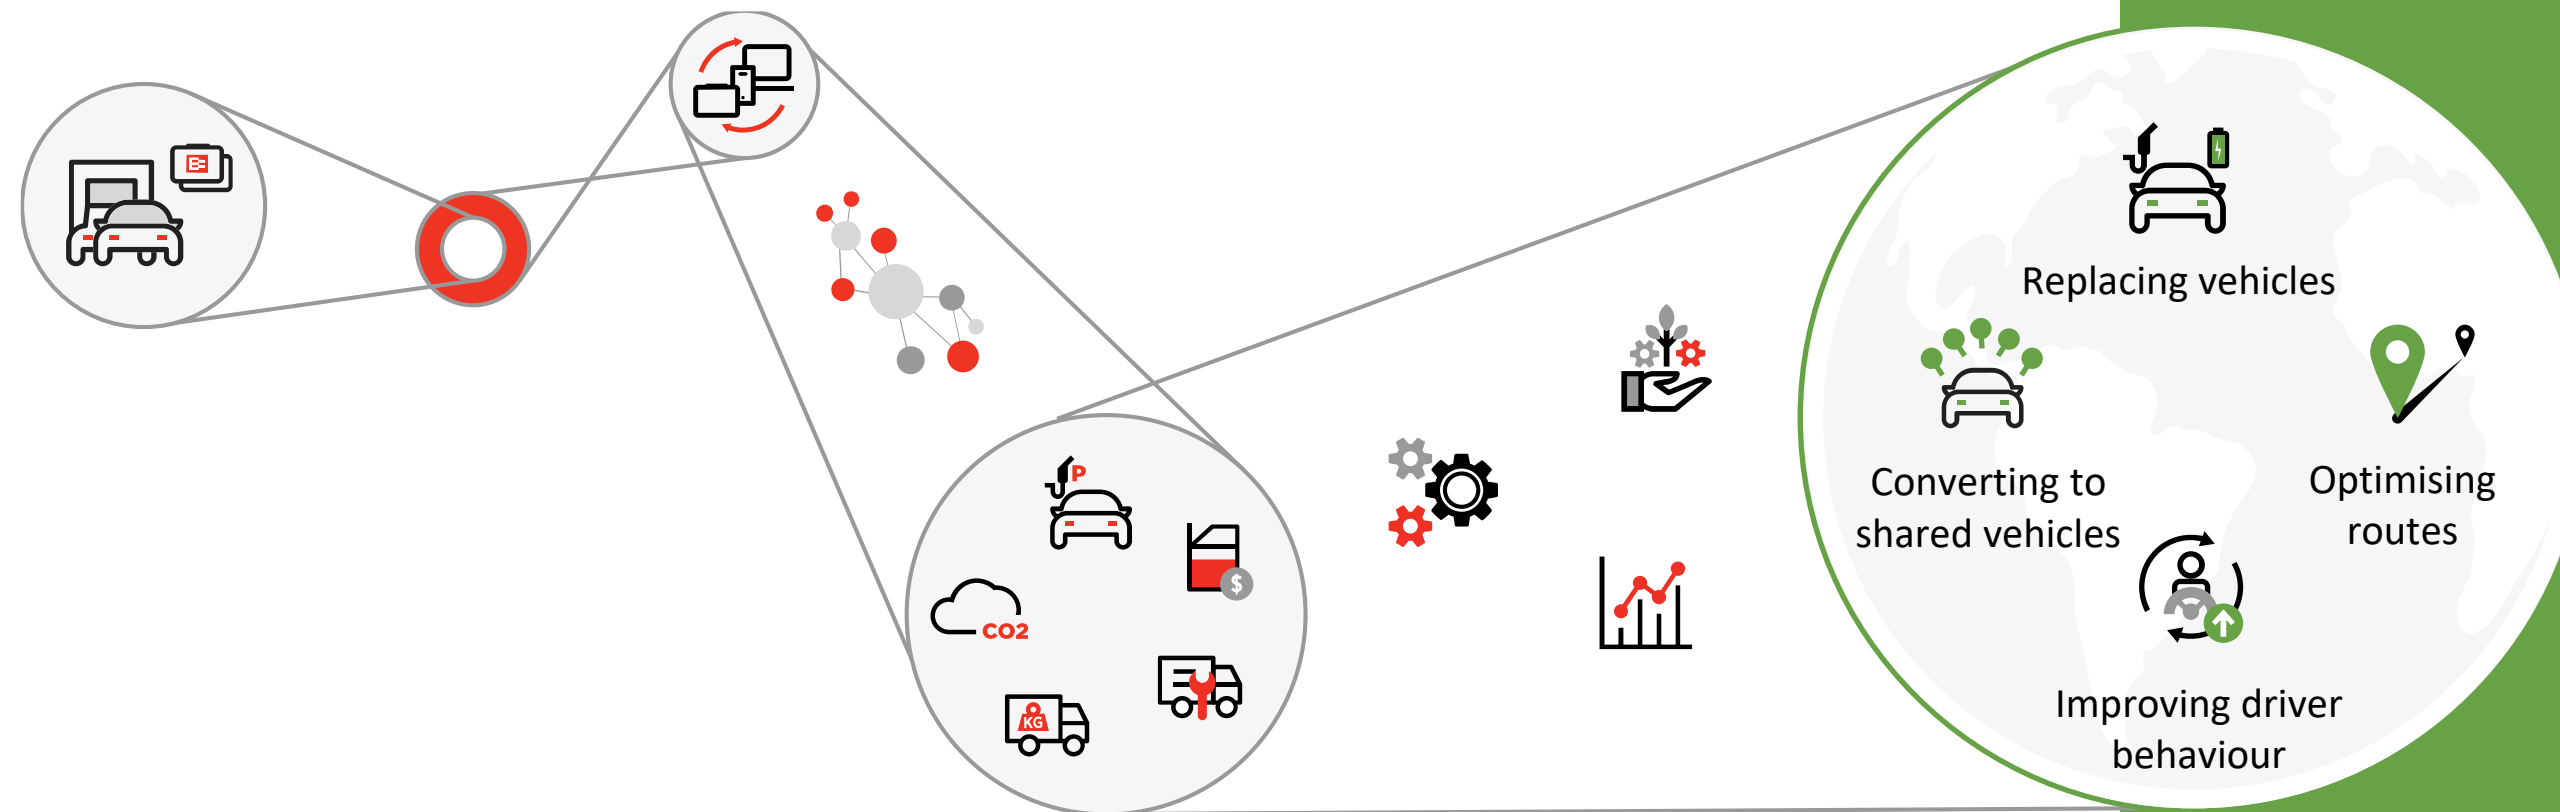 Replacing vehicles
Converting to
shared vehicles
Optimising
routes
Improving driver
behaviour
P
$
CO2
KG